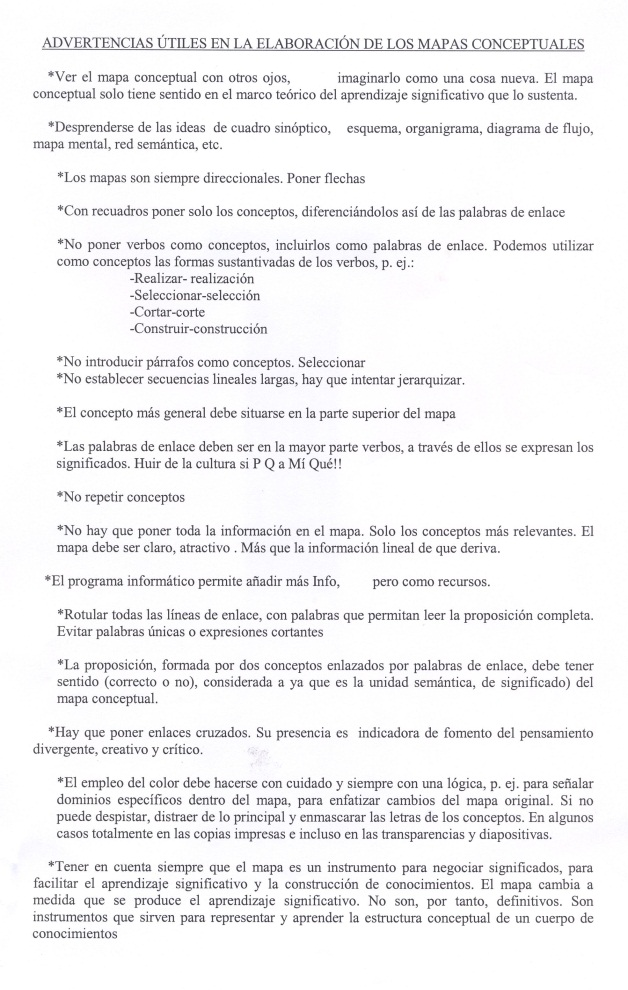 ADVERTENCIAS ÚTILES EN LA ELABORACIÓN DE LOS MAPAS CONCEPTUALES
*Ver el mapa conceptual con otros ojos, imaginarlo como una cosa nueva. El mapa
conceptual solo tiene sentido en el marco teórico del aprendizaje significativo que lo sustenta.
*Desprenderse de las ideas de cuadro sinóptico, esquema, organigrama, diagrama de flujo,
mapa mental, red semántica, etc.
*Los mapas son siempre direccionales. Poner flechas
*Con recuadros poner solo los conceptos, diferenciándolos así de las palabras de enlace
*No poner verbos como conceptos, incluirlos como palabras de enlace. Podemos utilizar
como conceptos las formas sustantivadas de los verbos, p. ej.:
-Realizar- realización
-Seleccionar-selección
-Cortar-corte
-Construir-construcción
*No introducir párrafos como conceptos. Seleccionar
*No establecer secuencias lineales largas, hay que intentar jerarquizar.
*El concepto más general debe situarse en la parte superior del mapa
*Las palabras de enlace deben ser en la mayor parte verbos, a través de ellos se expresan los
significados. Huir de la cultura si P Q a Mí Qué!!
*No repetir conceptos
*No hay que poner toda la información en el mapa. Solo los conceptos más relevantes. El
mapa debe ser claro, atractivo . Más que la información lineal de que deriva.
*El programa informático permite añadir más Info, pero como recursos.
*Rotular todas las líneas de enlace, con palabras que permitan leer la proposición completa.
Evitar palabras únicas o expresiones cortantes
*La proposición, formada por dos conceptos enlazados por palabras de enlace, debe tener
sentido (correcto o no), considerada a ya que es la unidad semántica, de significado) del
mapa conceptual.
*Hay que poner enlaces cruzados. Su presencia es indicadora de fomento del pensamiento
divergente, creativo y crítico.
*El empleo del color debe hacerse con cuidado y siempre con una lógica, p. ej. para señalar
dominios específicos dentro del mapa, para enfatizar cambios del mapa original. Si no
puede despistar, distraer de lo principal y enmascarar las letras de los conceptos. En algunos
casos totalmente en las copias impresas e incluso en las transparencias y diapositivas.
*Tener en cuenta siempre que el mapa es un instrumento para negociar significados, para
facilitar el aprendizaje significativo y la construcción de conocimientos. El mapa cambia a
medida que se produce el aprendizaje significativo. No son, por tanto, definitivos. Son
instrumentos que sirven para representar y aprender la estructura conceptual de un cuerpo de
conocimientos